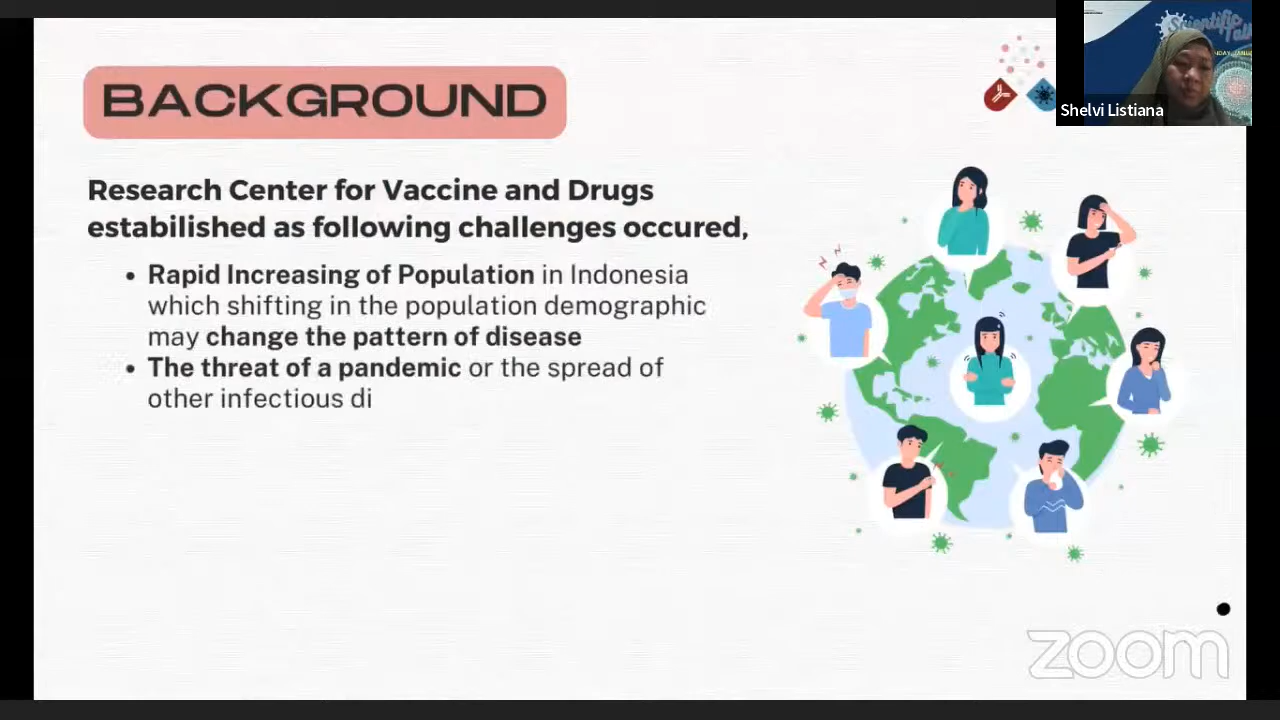 BACKGROUND
Research Center for Vaccine and Drugs
estabilished as following challenges occured,
• Rapid Increasing of Population in Indonesia
which shifting in the population demographic
may change the pattern of disease
• The threat of a pandemic or the spread of
other infectious di
Scientific
Shelvi Listiana
zoom